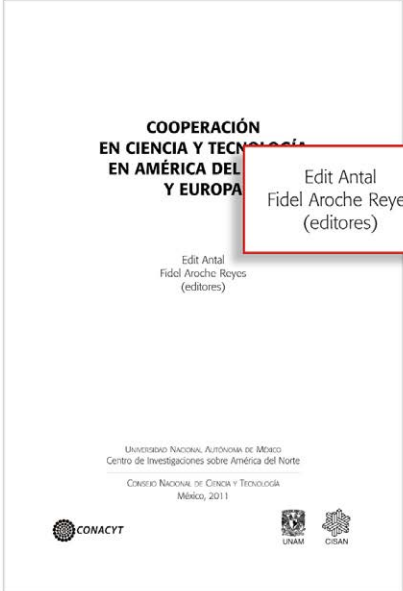 COOPERACIÓN
EN CIENCIA Y TECNOLOGÍA
EN AMÉRICA DEL
Y EUROPA
Edit Antal
Fidel Aroche Reye
(editores)
Edit Antal
Fidel Aroche Reyes
(editores)
UNIVERSIDAD NACIONAL AUTÓNOMA DE MÉXICO
Centro de Investigaciones sobre América del Norte
CONSEJO NACIONAL DE CIENCIA Y TECNOLOGÍA
México, 2011
CONACYT
UNAM
CISAN